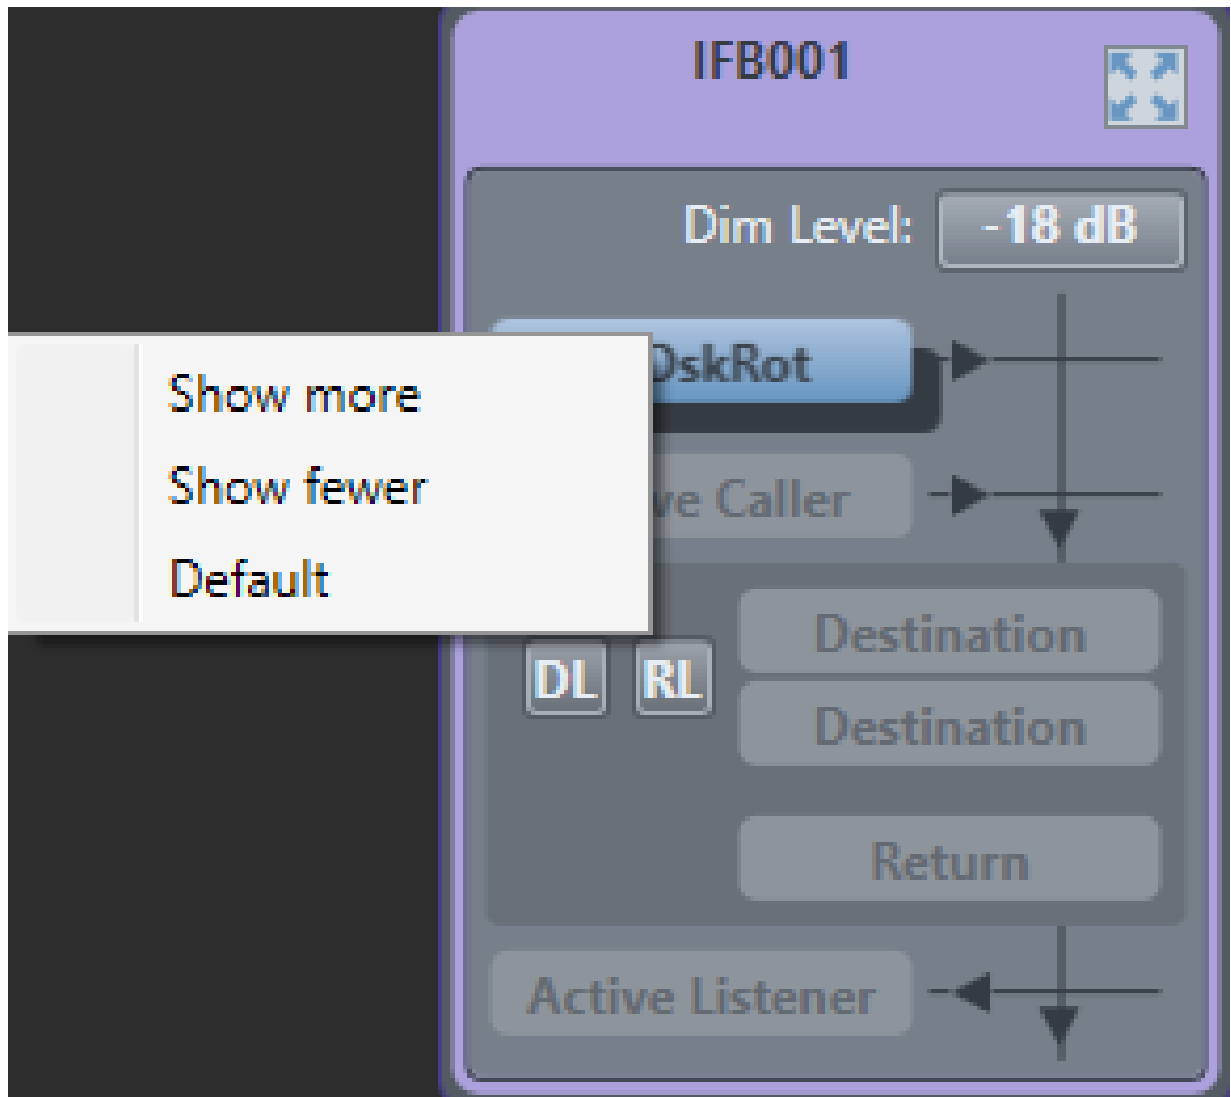 IFB001
Dim Level: -18 dB
DskRot
Show more
Show fewer
Default
Caller
DL RL
Destination
Destination
Return
Active Listener